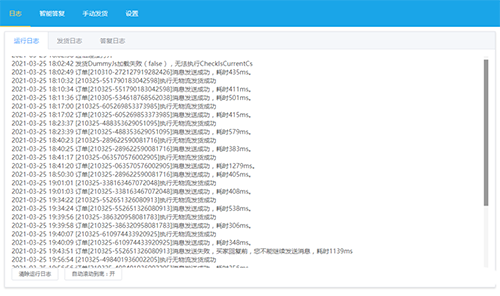 日志 智能答复 手动发货 设置
运行日志 发货日志 答复日志
2021-03-25 18:02:42 发货DummyJs加载失败（false），无法执行CheckIsCurrentCs
2021-03-25 18:02:49 订单[210310-272127919282426]消息发送成功，耗时435ms。
2021-03-25 18:10:32 订单[210325-551790183042598]执行无物流发货成功
2021-03-25 18:10:34 订单[210325-551790183042598]消息发送成功，耗时411ms。
2021-03-25 18:11:36 订单[210305-534618768562038]消息发送成功，耗时501ms。
2021-03-25 18:17:00 订单[210325-605269853373985]执行无物流发货成功
2021-03-25 18:17:02 订单[210325-605269853373985]消息发送成功，耗时415ms。
2021-03-25 18:23:37 订单[210325-488353629051095]执行无物流发货成功
2021-03-25 18:23:39 订单[210325-488353629051095]消息发送成功，耗时579ms。
2021-03-25 18:40:23 订单[210325-289622590081716]执行无物流发货成功
2021-03-25 18:40:25 订单[210325-289622590081716]消息发送成功，耗时383ms。
2021-03-25 18:41:17 订单[210325-063570576002905]执行无物流发货成功
2021-03-25 18:41:20 订单[210325-063570576002905]消息发送成功，耗时1279ms。
2021-03-25 18:50:30 订单[210325-063570576002905]消息发送成功，耗时405ms。
2021-03-25 19:01:01 订单[210325-338163467072048]执行无物流发货成功
2021-03-25 19:01:03 订单[210325-338163467072048]消息发送成功，耗时408ms。
2021-03-25 19:34:22 订单[210325-552651326080913]执行无物流发货成功
2021-03-25 19:34:24 订单[210325-552651326080913]消息发送成功，耗时538ms。
2021-03-25 19:39:56 订单[210325-386320958081783]执行无物流发货成功
2021-03-25 19:39:58 订单[210325-386320958081783]消息发送成功，耗时306ms。
2021-03-25 19:40:07 订单[210325-610974433920925]执行无物流发货成功
2021-03-25 19:40:09 订单[210325-610974433920925]消息发送成功，耗时348ms。
2021-03-25 19:43:51 订单[210325-552651326080913]消息发送失败，买家回复前，您不能继续发送消息，耗时1139ms
2021-03-25 19:56:54 订单[210325-498401936002205]执行无物流发货成功
清除运行日志 自动滚动到底：开